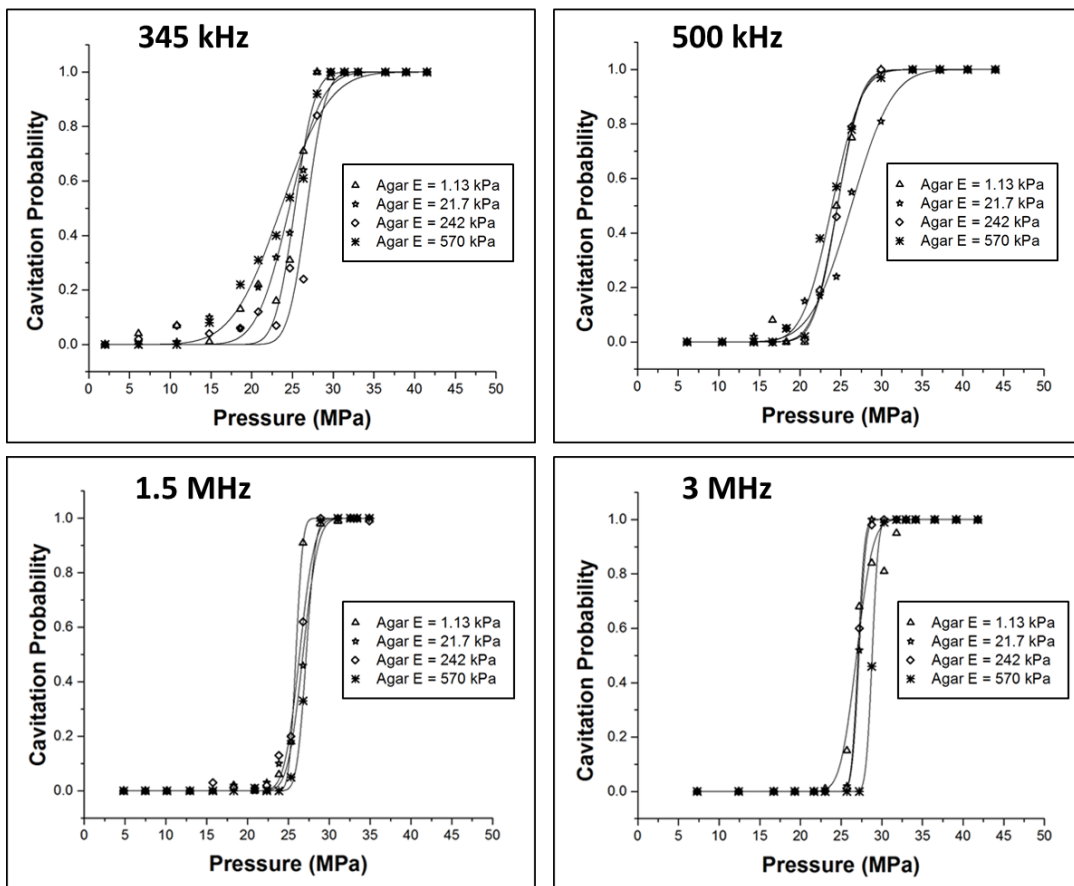 345 kHz
Cavitation Probability
1.0
0.8
0.6
0.4
0.2
0.0
Agar E = 1.13 kPa
Agar E = 21.7 kPa
Agar E = 242 kPa
Agar E = 570 kPa
0 5 10 15 20 25 30 35 40 45 50
Pressure (MPa)
500 kHz
Cavitation Probability
1.0
0.8
0.6
0.4
0.2
0.0
Agar E = 1.13 kPa
Agar E = 21.7 kPa
Agar E = 242 kPa
Agar E = 570 kPa
0 5 10 15 20 25 30 35 40 45 50
Pressure (MPa)
1.5 MHz
Cavitation Probability
1.0
0.8
0.6
0.4
0.2
0.0
Agar E = 1.13 kPa
Agar E = 21.7 kPa
Agar E = 242 kPa
Agar E = 570 kPa
0 5 10 15 20 25 30 35 40 45 50
Pressure (MPa)
3 MHz
Cavitation Probability
1.0
0.8
0.6
0.4
0.2
0.0
Agar E = 1.13 kPa
Agar E = 21.7 kPa
Agar E = 242 kPa
Agar E = 570 kPa
0 5 10 15 20 25 30 35 40 45 50
Pressure (MPa)